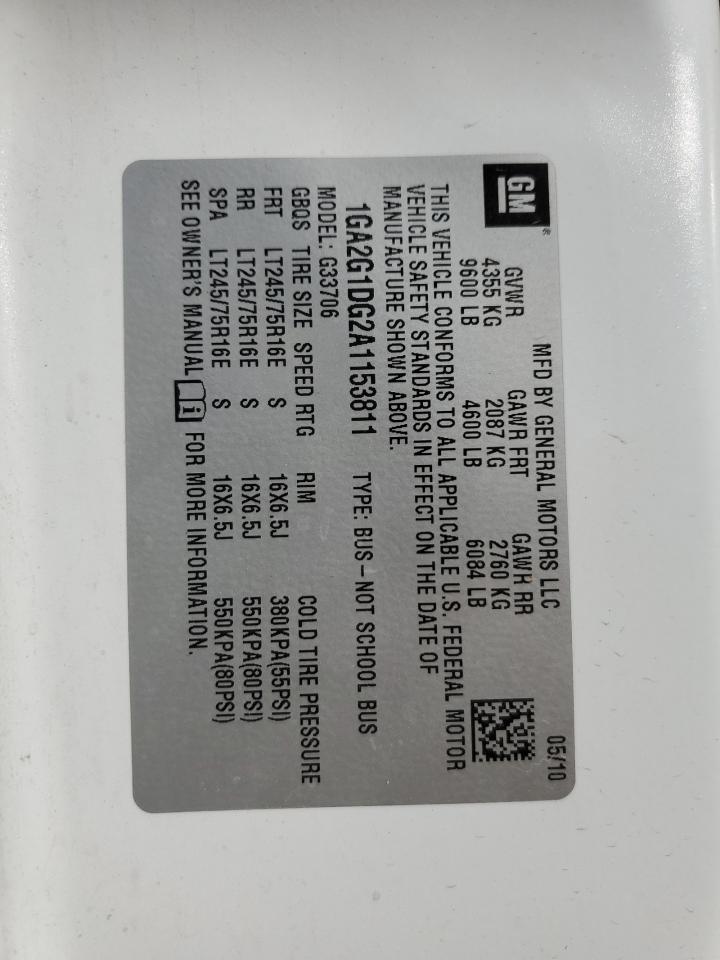 GM®
MFD BY GENERAL MOTORS LLC 05/10
GVWR GAWR FRT GAWR RR
4355 KG 2087 KG 2760 KG
9600 LB 4600 LB 6084 LB
THIS VEHICLE CONFORMS TO ALL APPLICABLE U.S. FEDERAL MOTOR
VEHICLE SAFETY STANDARDS IN EFFECT ON THE DATE OF
MANUFACTURE SHOWN ABOVE.
1GA2G1DG2A1153811 TYPE: BUS–NOT SCHOOL BUS
MODEL: G33706
GBQS TIRE SIZE SPEED RTG RIM COLD TIRE PRESSURE
FRT LT245/75R16E S 16X6.5J 380KPA(55PSI)
RR LT245/75R16E S 16X6.5J 550KPA(80PSI)
SPA LT245/75R16E S 16X6.5J 550KPA(80PSI)
SEE OWNER'S MANUAL i FOR MORE INFORMATION.